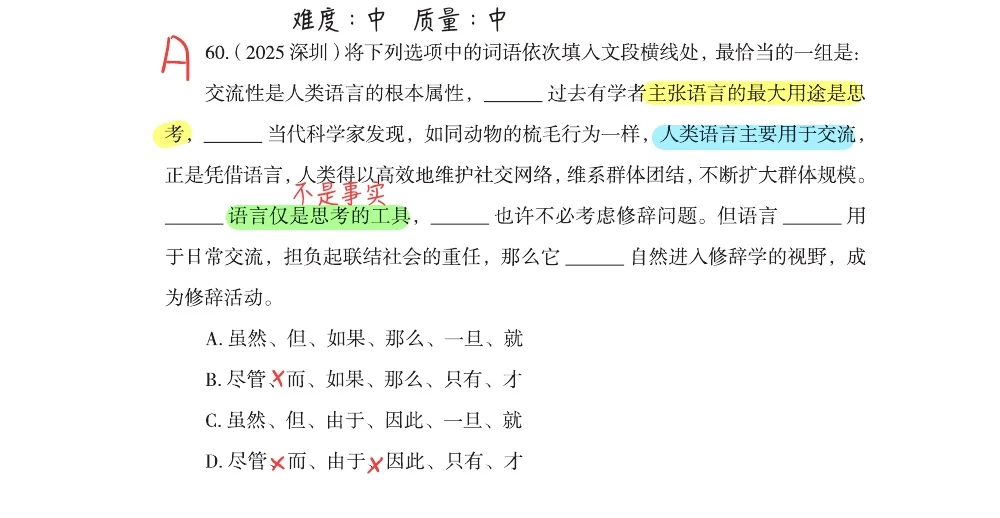 难度：中 质量：中
A 60.（2025 深圳）将下列选项中的词语依次填入文段横线处，最恰当的一组是：
交流性是人类语言的根本属性，______ 过去有学者主张语言的最大用途是思
考，______ 当代科学家发现，如同动物的梳毛行为一样，人类语言主要用于交流，
正是凭借语言，人类得以高效地维护社交网络，维系群体团结，不断扩大群体规模。
不是事实
______ 语言仅是思考的工具，______ 也许不必考虑修辞问题。但语言 ______ 用
于日常交流，担负起联结社会的重任，那么它 ______ 自然进入修辞学的视野，成
为修辞活动。
A. 虽然、但、如果、那么、一旦、就
B. 尽管、而、如果、那么、只有、才
C. 虽然、但、由于、因此、一旦、就
D. 尽管、而、由于、因此、只有、才